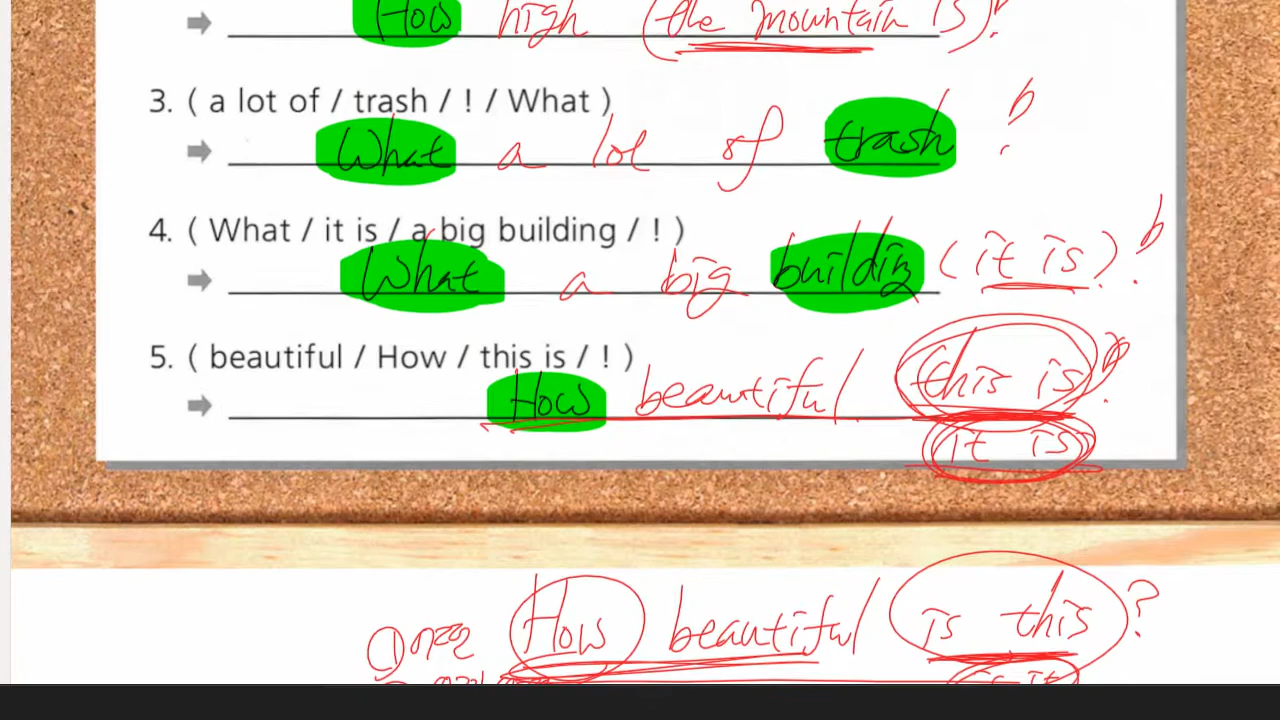 ➡ How high (the mountain is)!
3. ( a lot of / trash / ! / What )
➡ What a lot of trash !
4. ( What / it is / a big building / ! )
➡ What a big building (it is)!
5. ( beautiful / How / this is / ! )
➡ How beautiful this is!
it is
How beautiful is this ?
is it